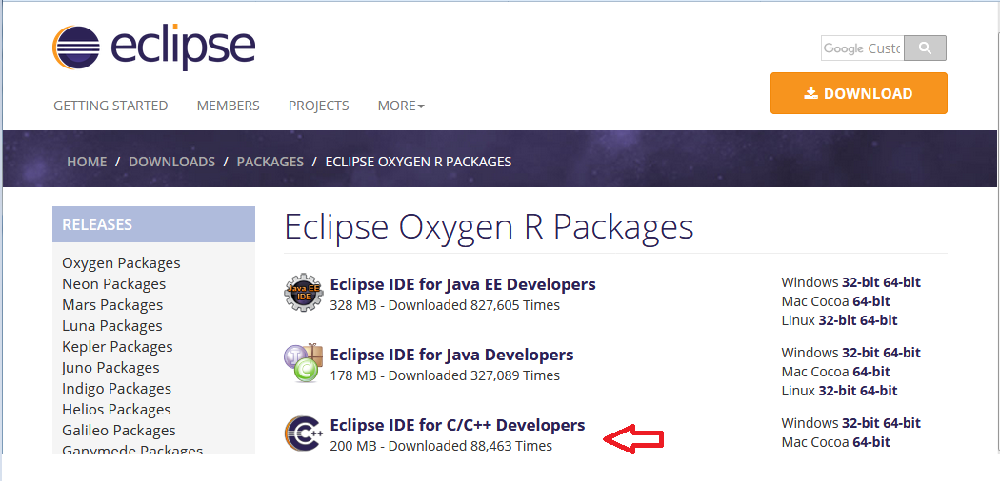 eclipse
Google Custo
GETTING STARTED MEMBERS PROJECTS MORE
DOWNLOAD
HOME / DOWNLOADS / PACKAGES / ECLIPSE OXYGEN R PACKAGES
RELEASES
Oxygen Packages
Neon Packages
Mars Packages
Luna Packages
Kepler Packages
Juno Packages
Indigo Packages
Helios Packages
Galileo Packages
Ganymede Packages
Eclipse Oxygen R Packages
Java EE
IDE
Eclipse IDE for Java EE Developers
328 MB - Downloaded 827,605 Times
Windows 32-bit 64-bit
Mac Cocoa 64-bit
Linux 32-bit 64-bit
J
C
Eclipse IDE for Java Developers
178 MB - Downloaded 327,089 Times
Windows 32-bit 64-bit
Mac Cocoa 64-bit
Linux 32-bit 64-bit
C++
Eclipse IDE for C/C++ Developers
200 MB - Downloaded 88,463 Times
Windows 32-bit 64-bit
Mac Cocoa 64-bit